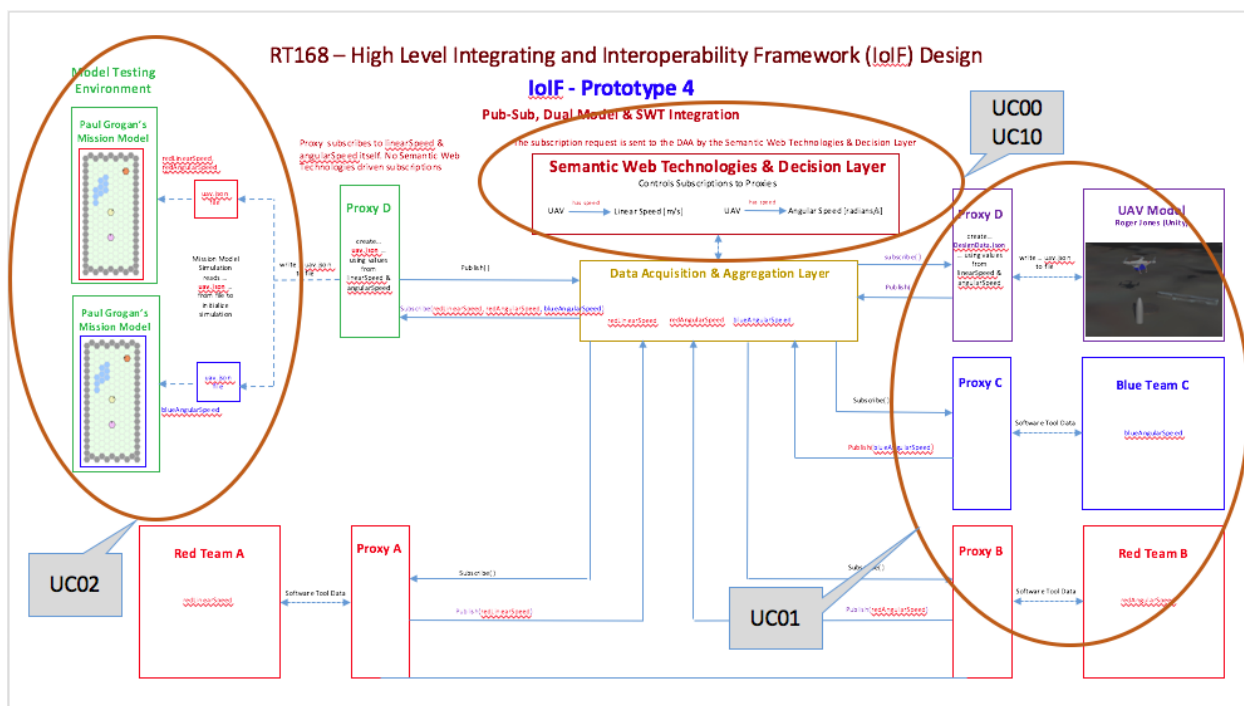 RT168 – High Level Integrating and Interoperability Framework (IoIF) Design
IoIF - Prototype 4
Pub-Sub, Dual Model & SWT Integration
The subscription request is sent to the DAA by the Semantic Web Technologies & Decision Layer
Semantic Web Technologies & Decision Layer
Controls Subscriptions to Proxies
UAV
has speed
Linear Speed [m/s]
UAV
has speed
Angular Speed [radians/s]
UC00
UC10
Model Testing
Environment
Paul Grogan's
Mission Model
redLinearSpeed,
redAngularSpeed
uav.json
file
Mission Model
Simulation
reads ...
uav.json ...
from file to
initialize
simulation
Paul Grogan's
Mission Model
uav.json
file
blueAngularSpeed
UC02
Proxy subscribes to linearSpeed &
angularSpeed itself. No Semantic Web
Technologies driven subscriptions
write ... uav.json
to file
Proxy D
create...
uav.json ...
using values
from
linearSpeed &
angularSpeed
Publish()
Subscribe(redLinearSpeed, redAngularSpeed, blueAngularSpeed)
Data Acquisition & Aggregation Layer
redLinearSpeed
redAngularSpeed
blueAngularSpeed
subscribe()
Publish
Proxy D
create...
DesignData.json
... using values
from
linearSpeed &
angularSpeed
write ... uav.json
to file
UAV Model
Roger Jones (Unity)
Subscribe()
Publish(blueAngularSpeed)
Proxy C
Software Tool Data
Blue Team C
blueAngularSpeed
Red Team A
redLinearSpeed
Software Tool Data
Proxy A
Subscribe()
Publish(redLinearSpeed)
UC01
Subscribe()
Publish(redAngularSpeed)
Proxy B
Software Tool Data
Red Team B
redAngularSpeed